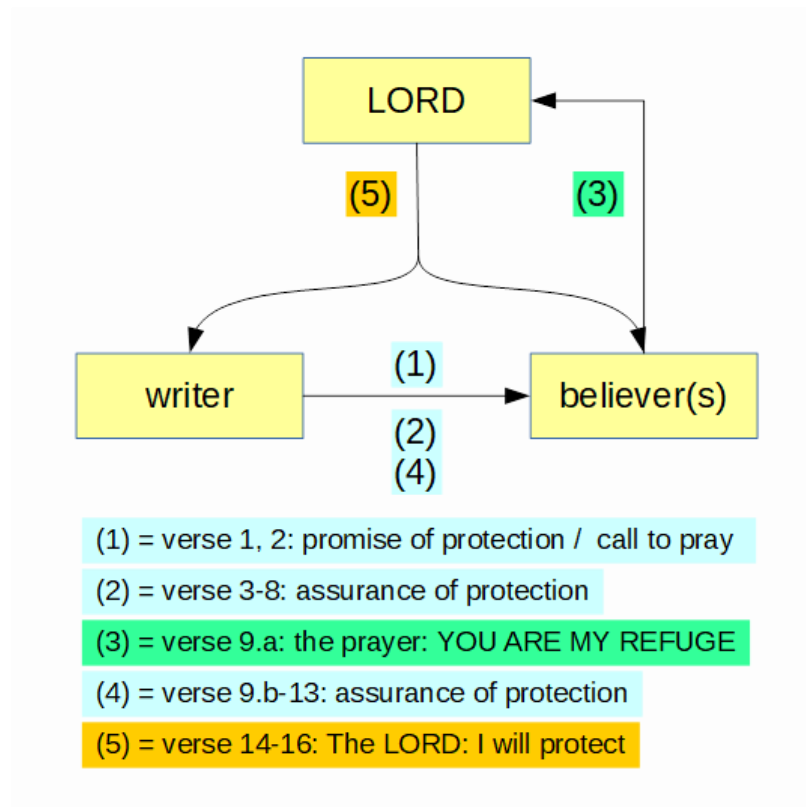 LORD
(5)
(3)
writer
(1)
believer(s)
(2)
(4)
(1) = verse 1, 2: promise of protection / call to pray
(2) = verse 3-8: assurance of protection
(3) = verse 9.a: the prayer: YOU ARE MY REFUGE
(4) = verse 9.b-13: assurance of protection
(5) = verse 14-16: The LORD: I will protect